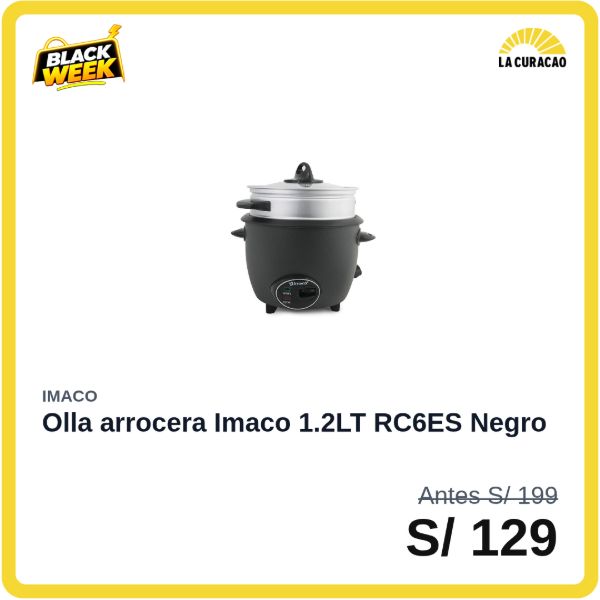 BLACK
WEEK
LA CURACAO
IMACO
Olla arrocera Imaco 1.2LT RC6ES Negro
Antes S/ 199
S/ 129